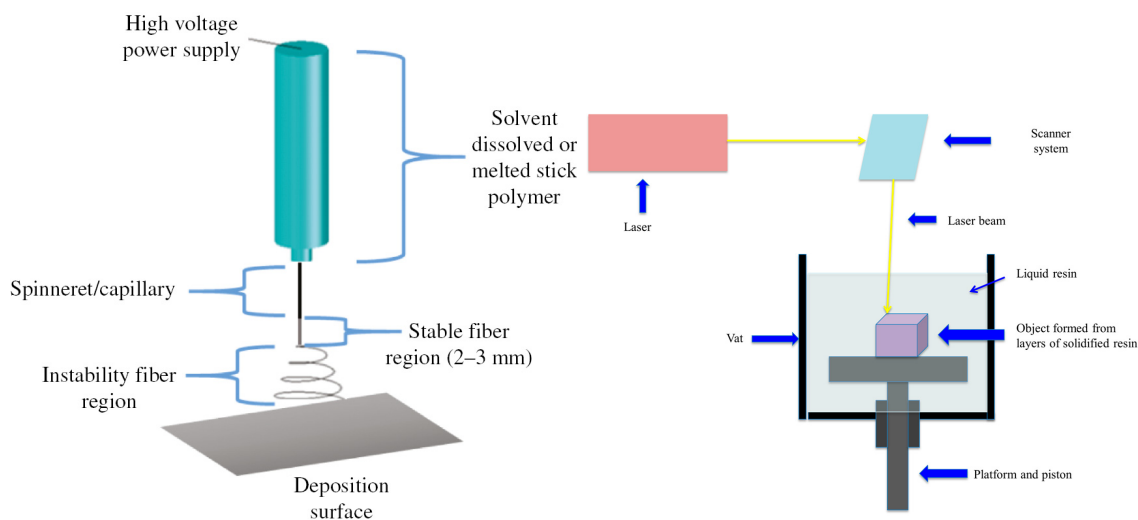 High voltage
power supply
Solvent
dissolved or
melted stick
polymer
Spinneret/capillary
Stable fiber
region (2–3 mm)
Instability fiber
region
Deposition
surface
Laser
Scanner
system
Laser beam
Liquid resin
Vat
Object formed from
layers of solidified resin
Platform and piston